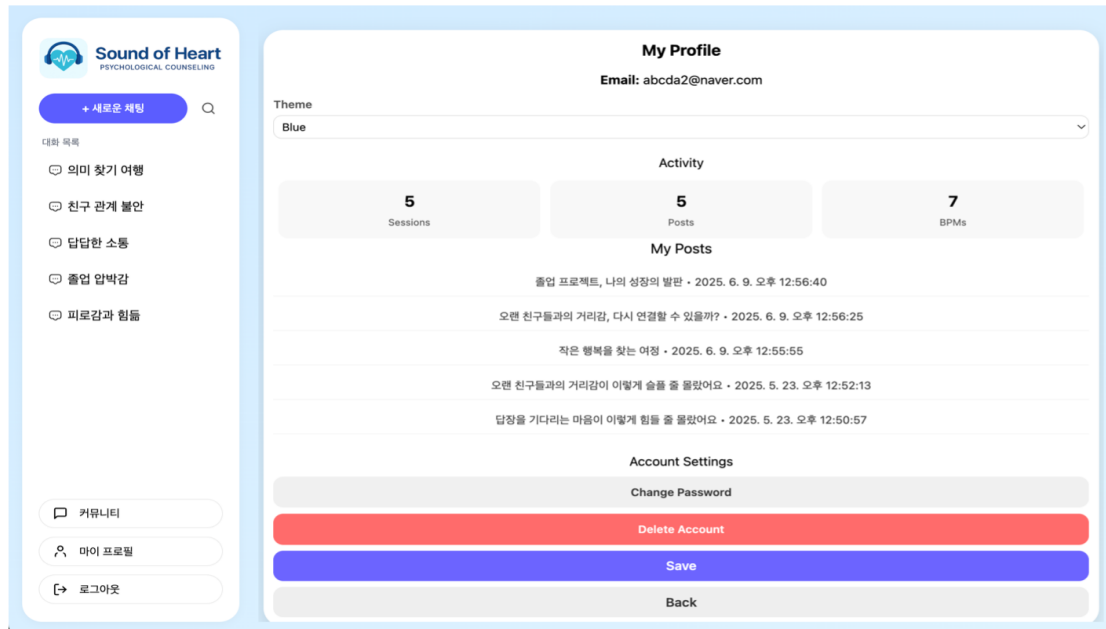 Sound of Heart
PSYCHOLOGICAL COUNSELING
+ 새로운 채팅
대화 목록
의미 찾기 여행
친구 관계 불안
답답한 소통
졸업 압박감
피로감과 힘듦
커뮤니티
마이 프로필
로그아웃
My Profile
Email: abcda2@naver.com
Theme
Blue
Activity
5
Sessions
5
Posts
7
BPMs
My Posts
졸업 프로젝트, 나의 성장의 발판 • 2025. 6. 9. 오후 12:56:40
오랜 친구들과의 거리감, 다시 연결할 수 있을까? • 2025. 6. 9. 오후 12:56:25
작은 행복을 찾는 여정 • 2025. 6. 9. 오후 12:55:55
오랜 친구들과의 거리감이 이렇게 슬플 줄 몰랐어요 • 2025. 5. 23. 오후 12:52:13
답장을 기다리는 마음이 이렇게 힘들 줄 몰랐어요 • 2025. 5. 23. 오후 12:50:57
Account Settings
Change Password
Delete Account
Save
Back